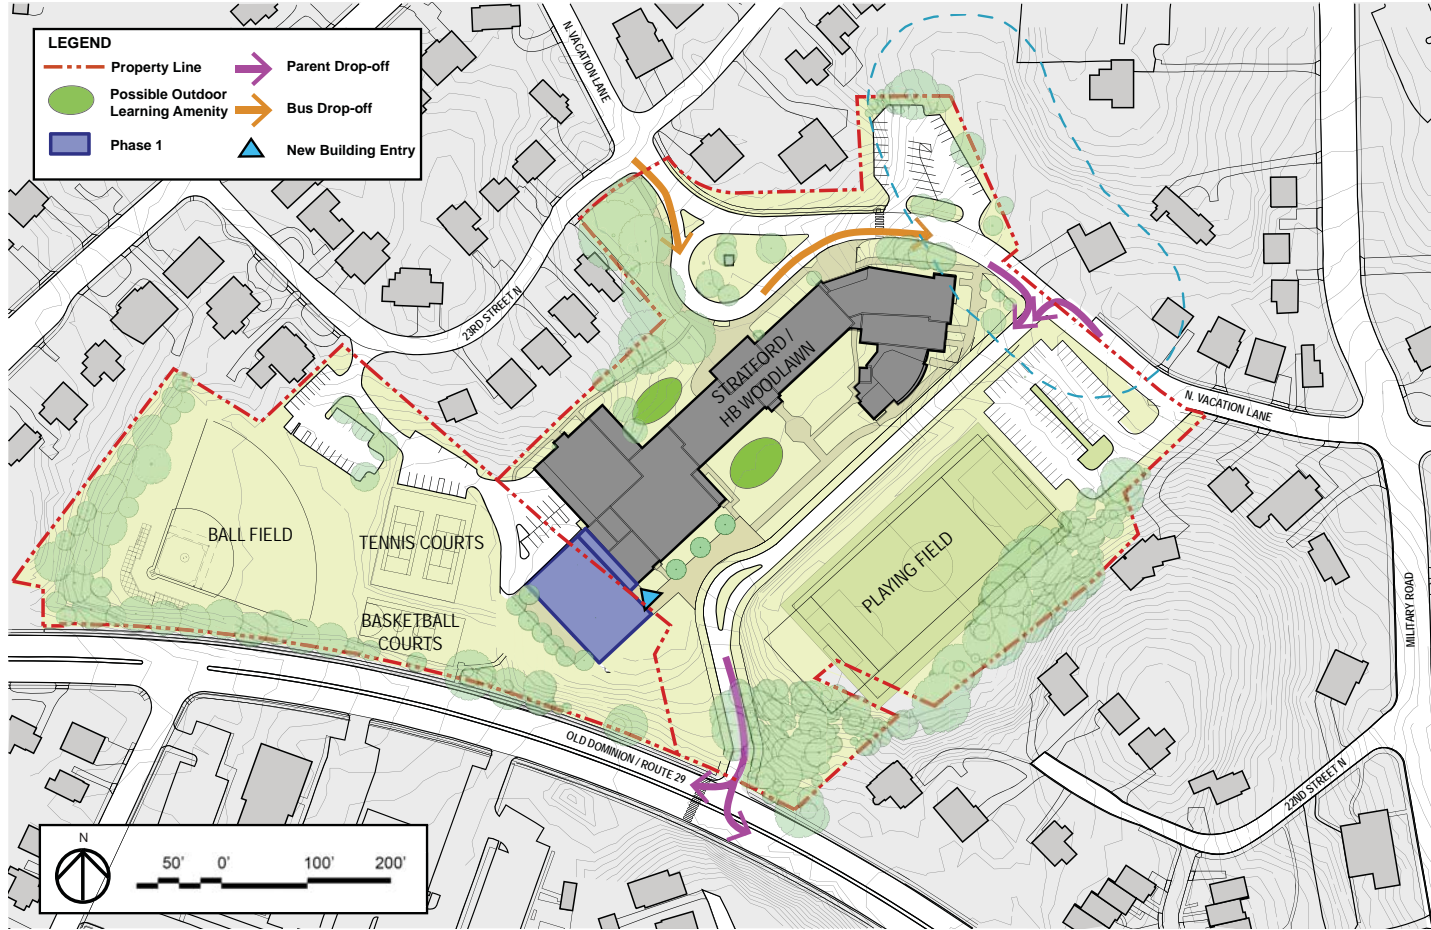 LEGEND
Property Line
Possible Outdoor
Learning Amenity
Phase 1
Parent Drop-off
Bus Drop-off
New Building Entry
N. VACATION LANE
23RD STREET N
STRATFORD /
HB WOODLAWN
N. VACATION LANE
BALL FIELD
TENNIS COURTS
BASKETBALL
COURTS
PLAYING FIELD
MILITARY ROAD
OLD DOMINION / ROUTE 29
22ND STREET N
N
50' 0' 100' 200'